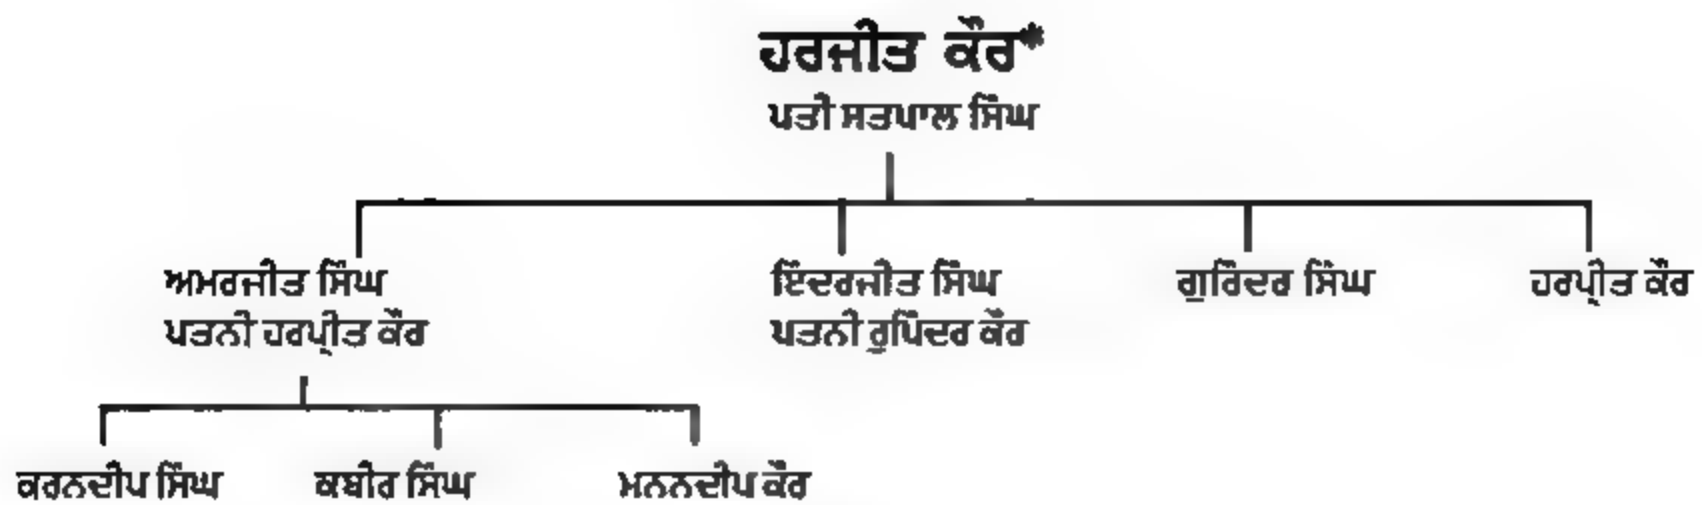 ਹਰਜੀਤ ਕੌਰ*
ਪਤੀ ਸਤਪਾਲ ਸਿੰਘ
ਅਮਰਜੀਤ ਸਿੰਘ
ਪਤਨੀ ਹਰਪ੍ਰੀਤ ਕੌਰ
ਇੰਦਰਜੀਤ ਸਿੰਘ
ਪਤਨੀ ਰੁਪਿੰਦਰ ਕੌਰ
ਗੁਰਿੰਦਰ ਸਿੰਘ
ਹਰਪ੍ਰੀਤ ਕੌਰ
ਕਰਨਦੀਪ ਸਿੰਘ
ਕਬੀਰ ਸਿੰਘ
ਮਨਨਦੀਪ ਕੌਰ